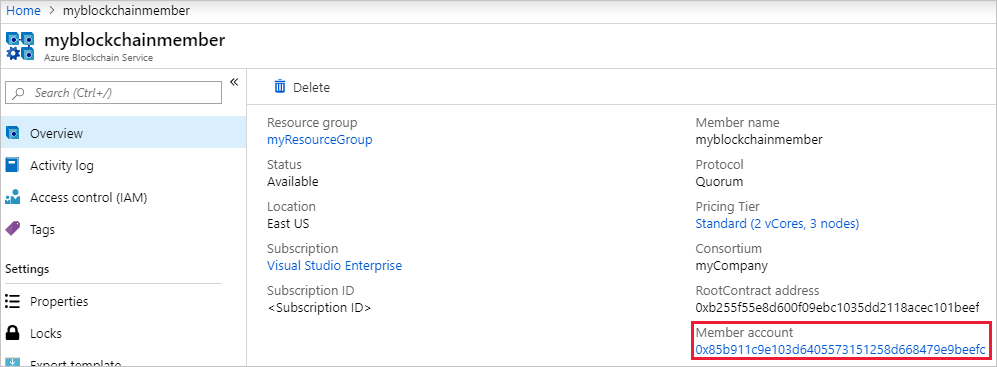 Home > myblockchainmember
myblockchainmember
Azure Blockchain Service
Search (Ctrl+/)
«
Overview
Activity log
Access control (IAM)
Tags
Settings
Properties
Locks
Export template
Delete
Resource group
myResourceGroup
Status
Available
Location
East US
Subscription
Visual Studio Enterprise
Subscription ID
<Subscription ID>
Member name
myblockchainmember
Protocol
Quorum
Pricing Tier
Standard (2 vCores, 3 nodes)
Consortium
myCompany
RootContract address
0xb255f55e8d600f09ebc1035dd2118acec101beef
Member account
0x85b911c9e103d6405573151258d668479e9beefc